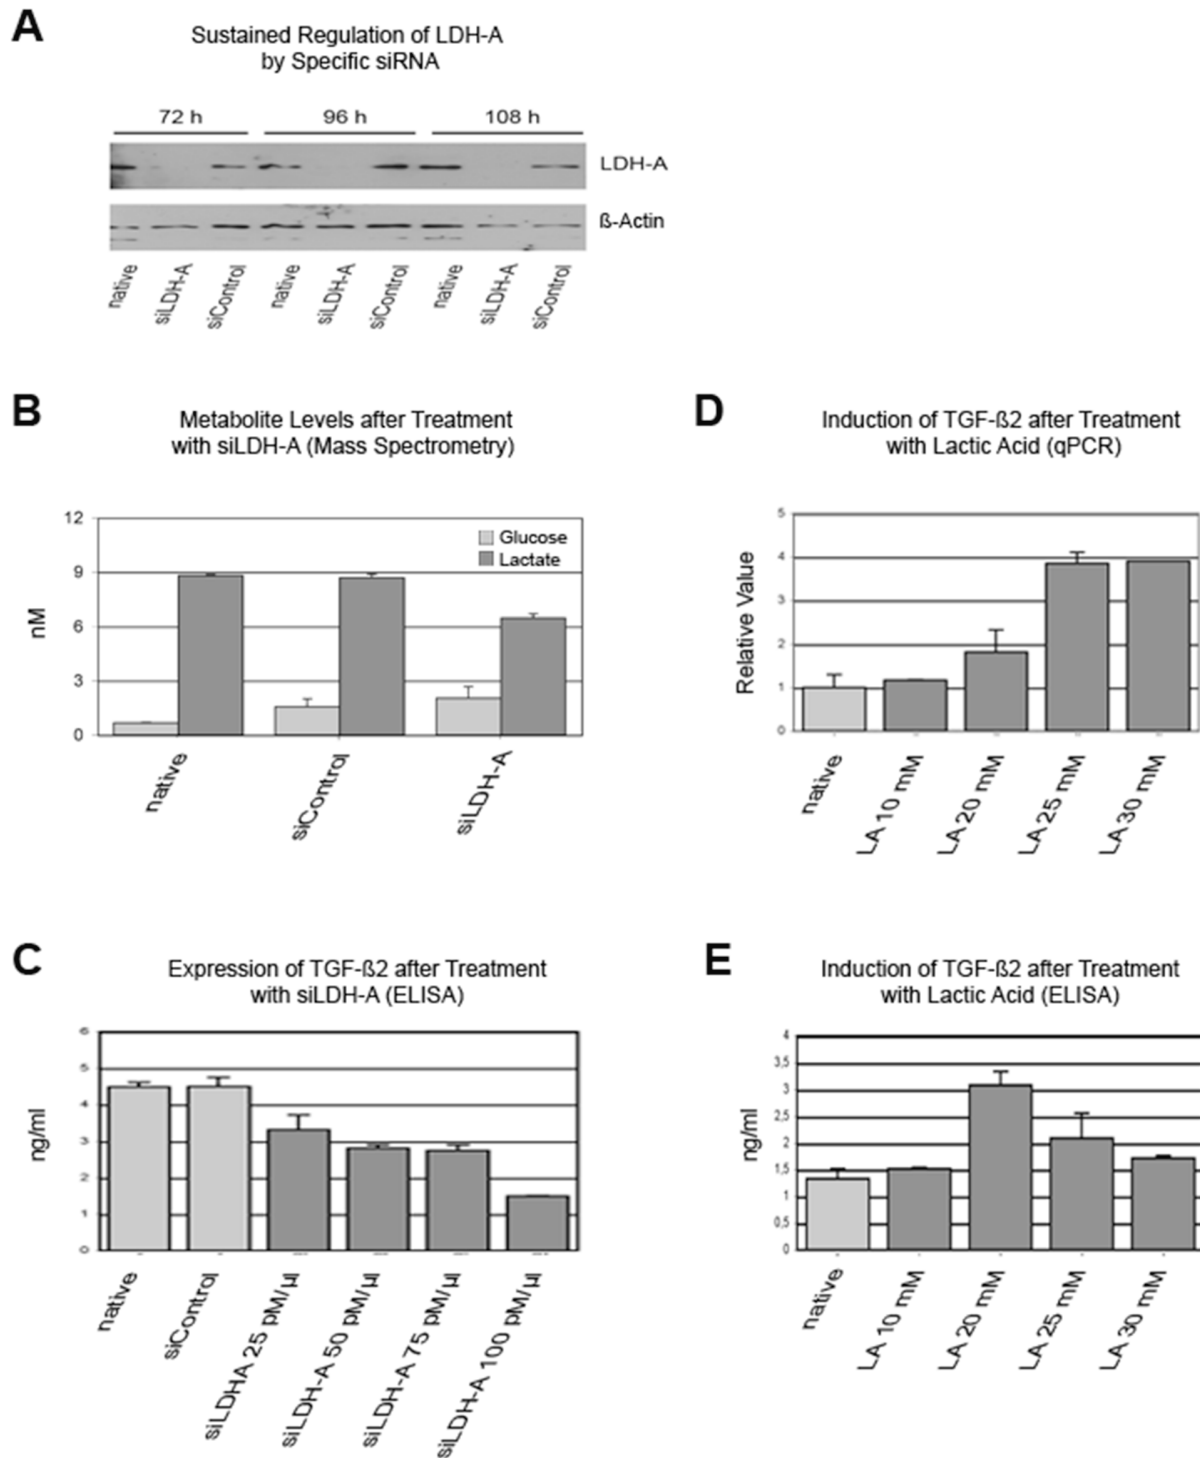 A
Sustained Regulation of LDH-A
by Specific siRNA
72 h
96 h
108 h
LDH-A
ß-Actin
native
siLDH-A
siControl
native
siLDH-A
siControl
native
siLDH-A
siControl
B
Metabolite Levels after Treatment
with siLDH-A (Mass Spectrometry)
12
9
6
3
0
nM
Glucose
Lactate
native
siControl
siLDH-A
D
Induction of TGF-ß2 after Treatment
with Lactic Acid (qPCR)
5
4
3
2
1
0
Relative Value
native
LA 10 mM
LA 20 mM
LA 25 mM
LA 30 mM
C
Expression of TGF-ß2 after Treatment
with siLDH-A (ELISA)
6
5
4
3
2
1
0
ng/ml
native
siControl
siLDHA 25 pM/µl
siLDH-A 50 pM/µl
siLDH-A 75 pM/µl
siLDH-A 100 pM/µl
E
Induction of TGF-ß2 after Treatment
with Lactic Acid (ELISA)
4
3,5
3
2,5
2
1,5
1
0,5
0
ng/ml
native
LA 10 mM
LA 20 mM
LA 25 mM
LA 30 mM